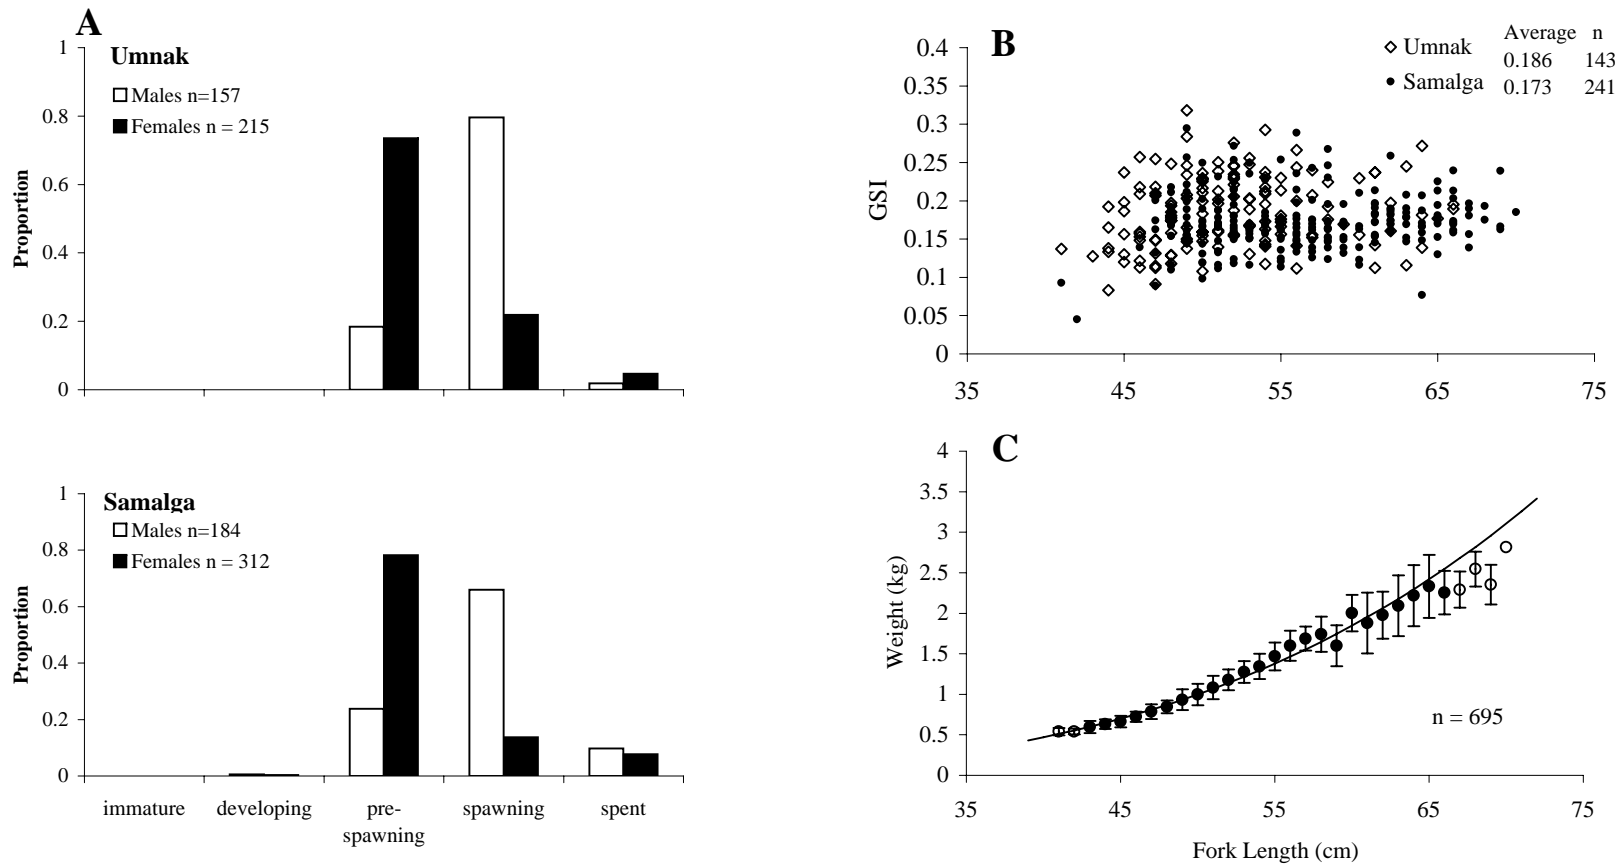 A
Umnak
Males n=157
Females n = 215
Proportion
1
0.8
0.6
0.4
0.2
0
Samalga
Males n=184
Females n = 312
Proportion
1
0.8
0.6
0.4
0.2
0
immature developing pre-spawning spawning spent
B
Umnak
Samalga
Average n
0.186 143
0.173 241
GSI
0.4
0.35
0.3
0.25
0.2
0.15
0.1
0.05
0
35 45 55 65 75
C
Weight (kg)
4
3.5
3
2.5
2
1.5
1
0.5
0
n = 695
35 45 55 65 75
Fork Length (cm)